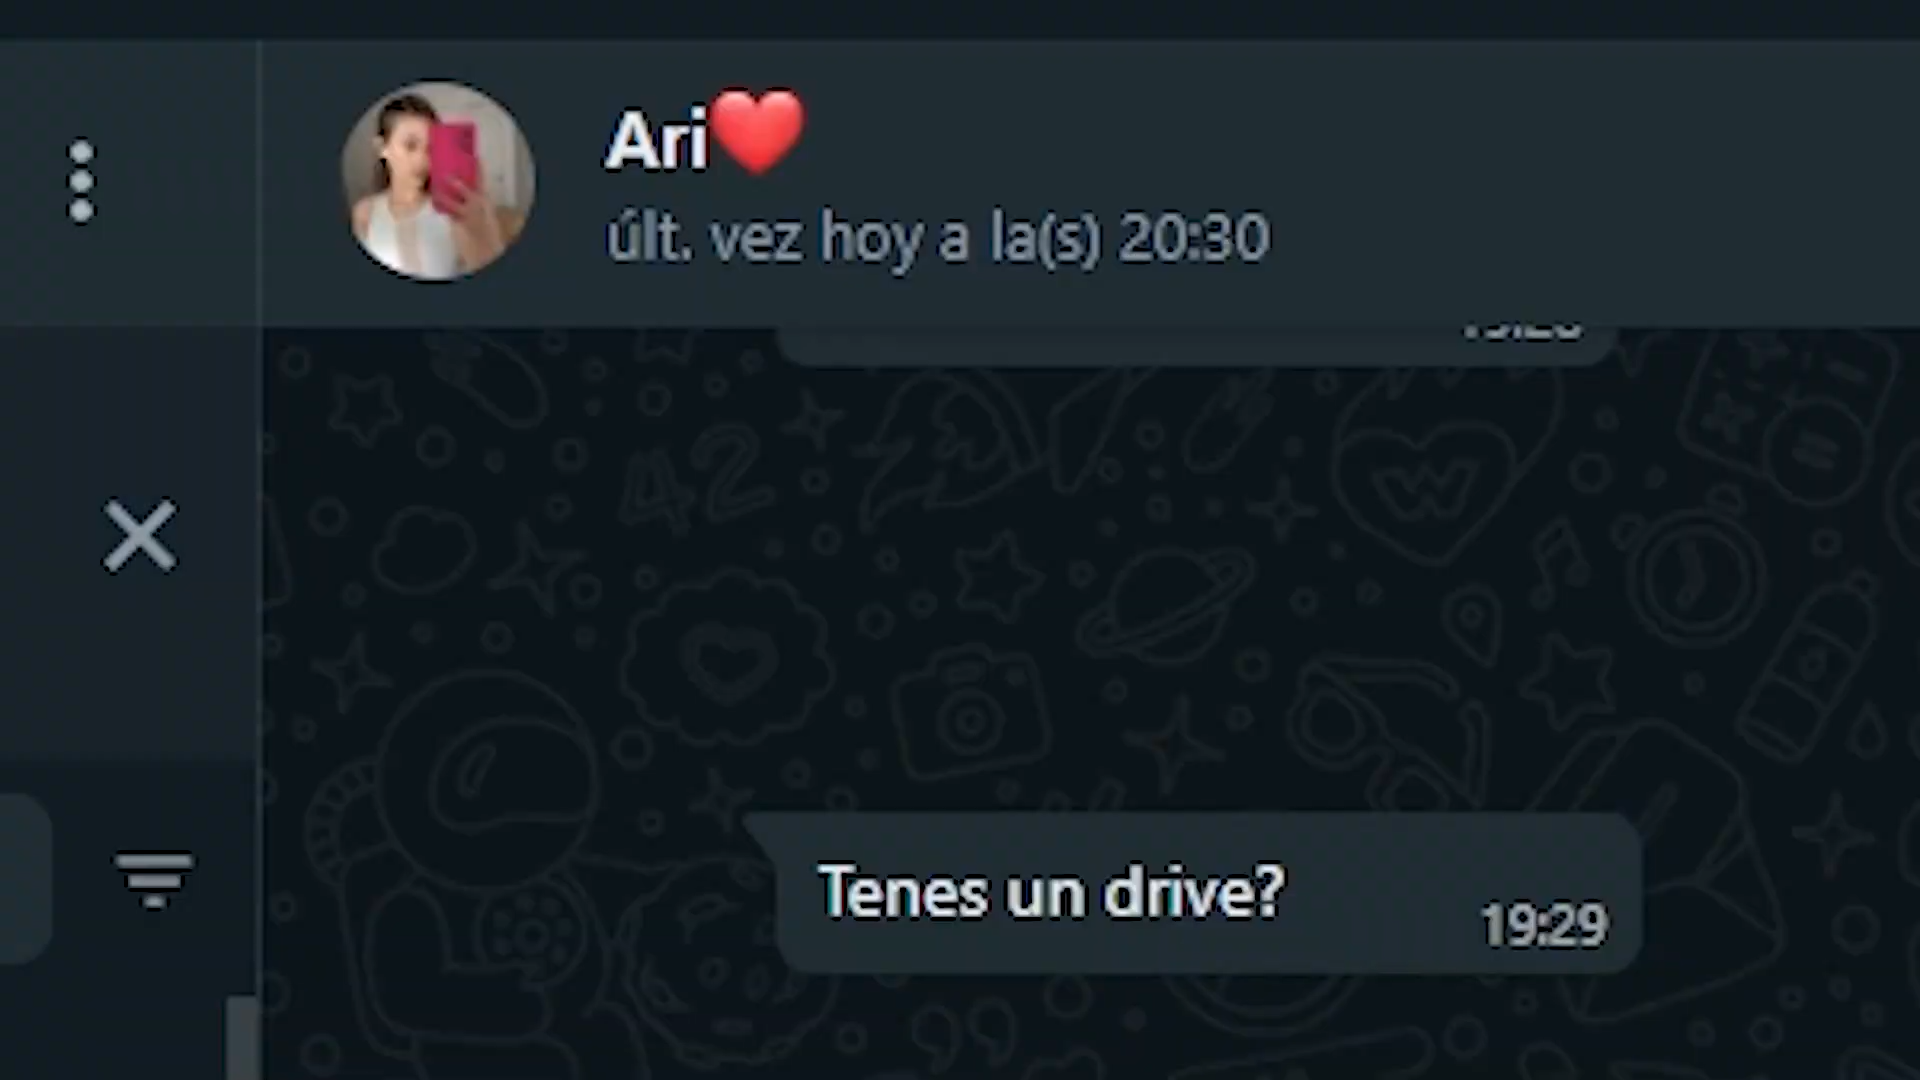 Ari❤️
últ. vez hoy a la(s) 20:30
Tenes un drive?
19:29